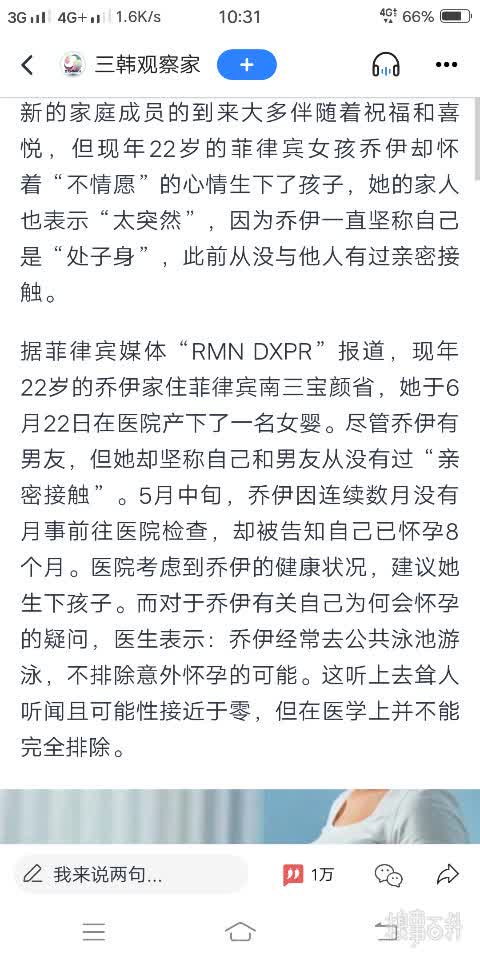 3G 4G+ 1.6K/s 10:31 4G 66%
三韩观察家
新的家庭成员的到来大多伴随着祝福和喜
悦，但现年22岁的菲律宾女孩乔伊却怀
着“不情愿”的心情生下了孩子，她的家人
也表示“太突然”，因为乔伊一直坚称自己
是“处子身”，此前从没与他人有过亲密接
触。
据菲律宾媒体“RMN DXPR”报道，现年
22岁的乔伊家住菲律宾南三宝颜省，她于6
月22日在医院产下了一名女婴。尽管乔伊有
男友，但她却坚称自己和男友从没有过“亲
密接触”。5月中旬，乔伊因连续数月没有
月事前往医院检查，却被告知自己已怀孕8
个月。医院考虑到乔伊的健康状况，建议她
生下孩子。而对于乔伊有关自己为何会怀孕
的疑问，医生表示：乔伊经常去公共泳池游
泳，不排除意外怀孕的可能。这听上去耸人
听闻且可能性接近于零，但在医学上并不能
完全排除。
我来说两句... 1万